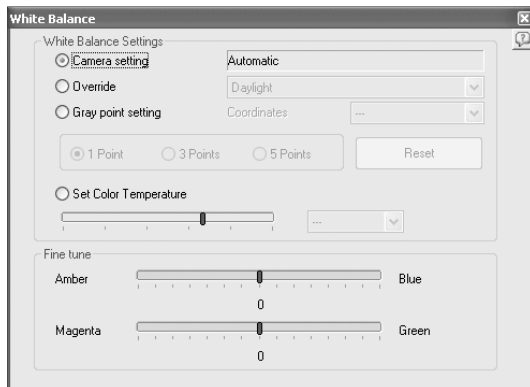 White Balance
White Balance Settings
Camera setting Automatic
Override Daylight
Gray point setting Coordinates ---
1 Point 3 Points 5 Points Reset
Set Color Temperature
---
Fine tune
Amber Blue
0
Magenta Green
0